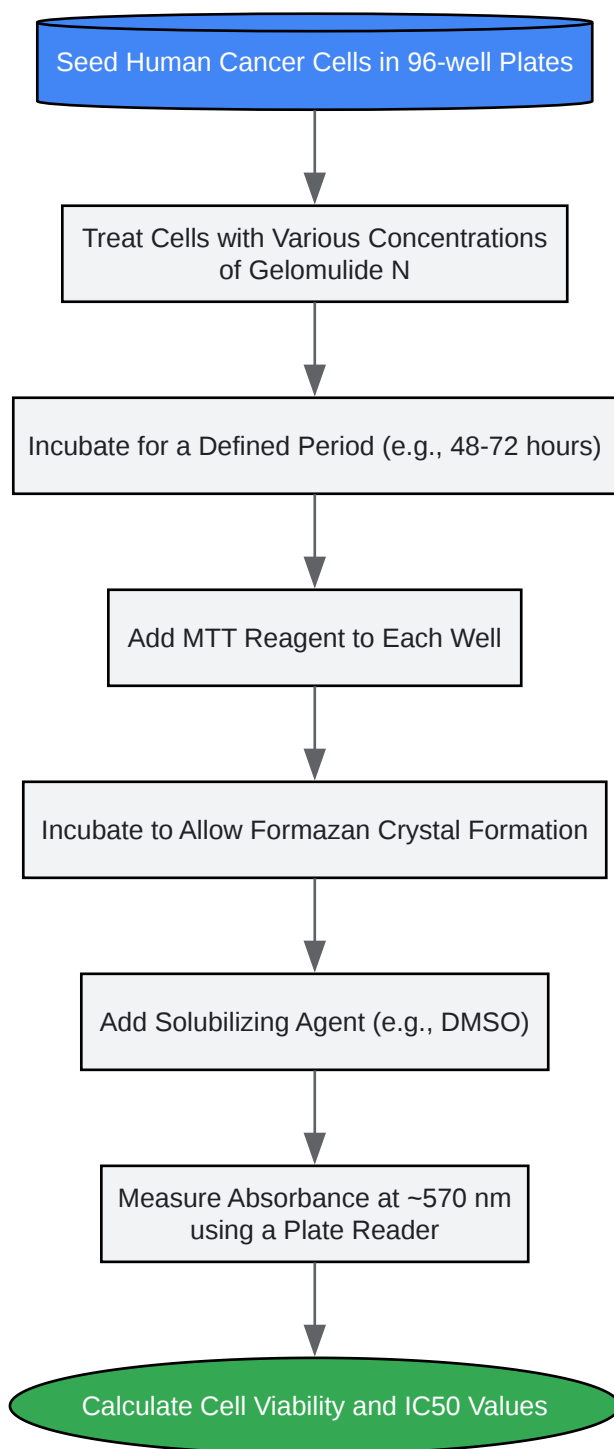 Seed Human Cancer Cells in 96-well Plates
Treat Cells with Various Concentrations
of Gelomulide N
Incubate for a Defined Period (e.g., 48-72 hours)
Add MTT Reagent to Each Well
Incubate to Allow Formazan Crystal Formation
Add Solubilizing Agent (e.g., DMSO)
Measure Absorbance at ~570 nm
using a Plate Reader
Calculate Cell Viability and IC50 Values